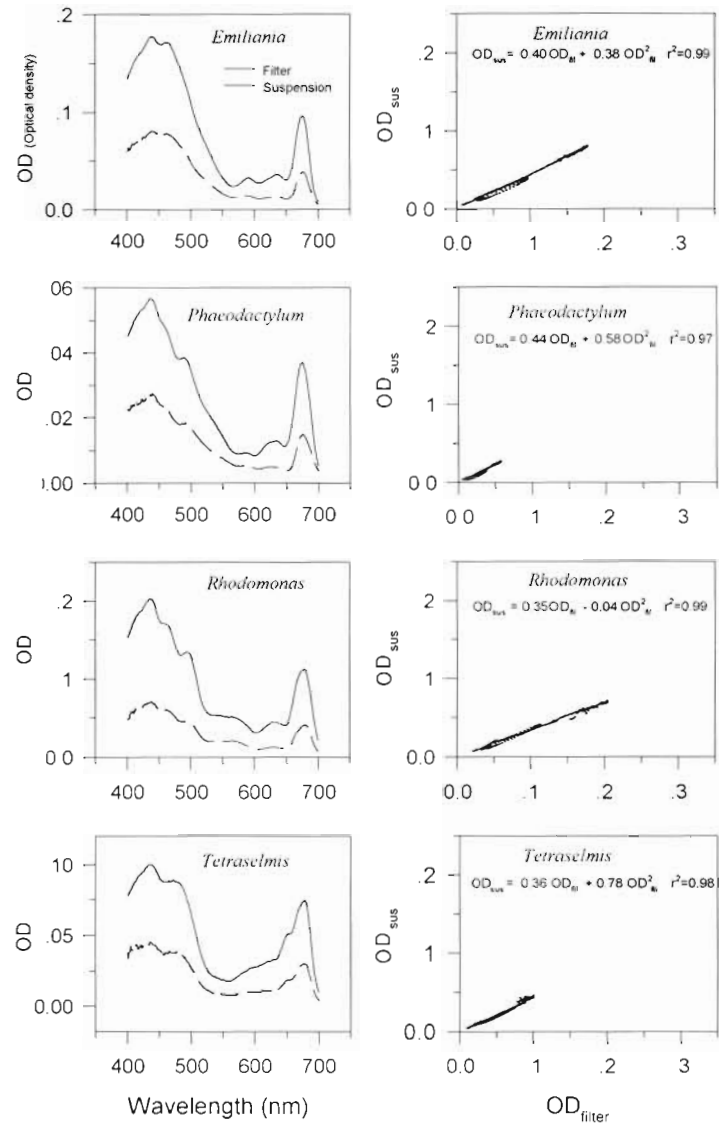 Emiliania
Filter
Suspension
OD (Optical density)
.2
.1
0.0
400 500 600 700
Emiliania
OD_sus = 0.40 OD_fil + 0.38 OD²_fil r²=0.99
OD_sus
.2
1
0.0
0.0 0.1 .2 .3
Phaeodactylum
OD
06
04
.02
0.00
400 500 600 700
Phaeodactylum
OD_sus = 0.44 OD_fil + 0.58 OD²_fil r²=0.97
OD_sus
2
1
0 0
0 0 1 .2 3
Rhodomonas
OD
.2
1
0 0
400 500 600 700
Rhodomonas
OD_sus = 0.35 OD_fil - 0.04 OD²_fil r²=0.99
OD_sus
2
1
0.0
0.0 .1 .2 .3
Tetraselmis
OD
10
.05
0.00
400 500 600 700
Wavelength (nm)
Tetraselmis
OD_sus = 0.36 OD_fil + 0.78 OD²_fil r²=0.98
OD_sus
.2
1
0.0
0.0 1 .2 .3
OD_filter